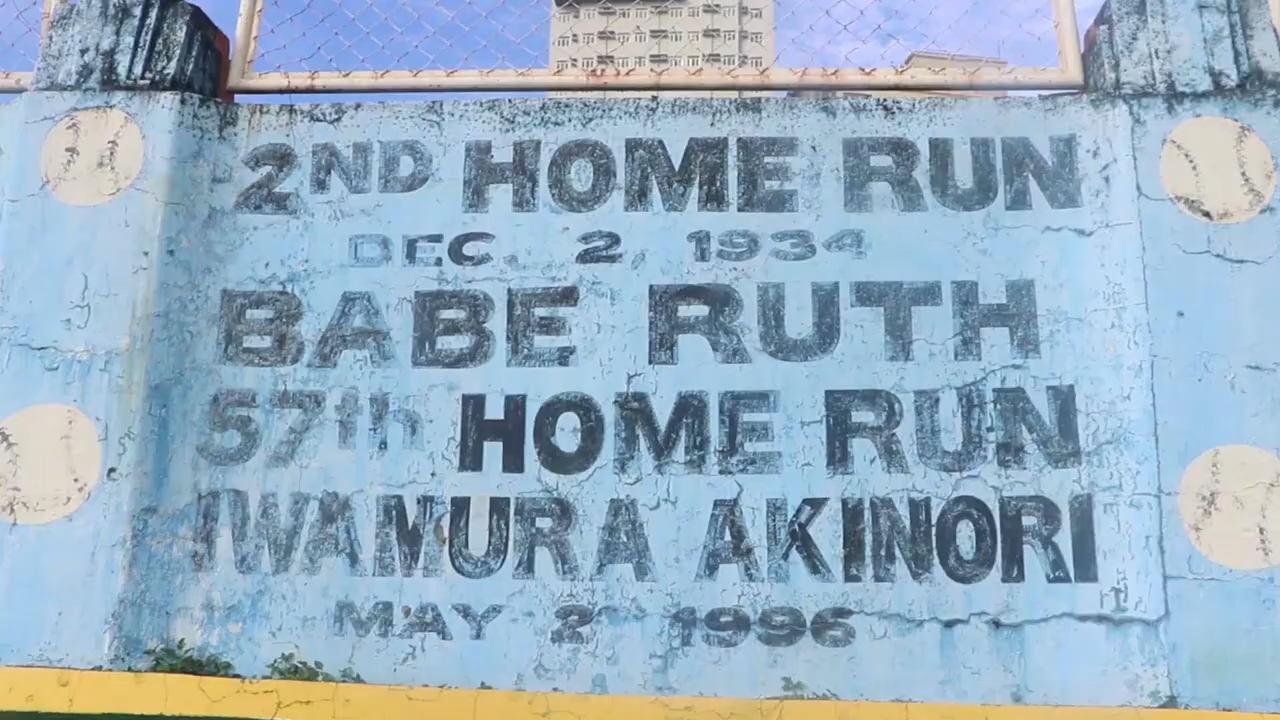 2ND HOME RUN
DEC. 2, 1934
BABE RUTH
57th HOME RUN
IWAMURA AKINORI
MAY 2 1996